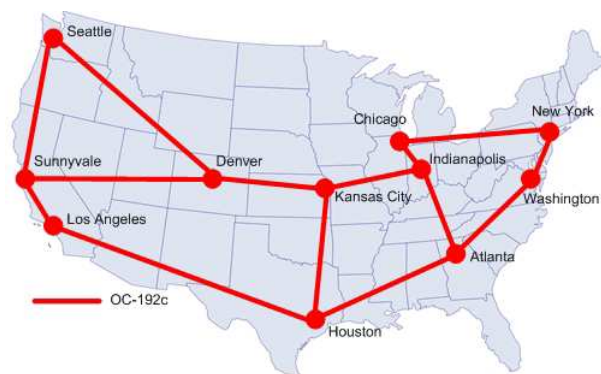 Seattle
New York
Chicago
Sunnyvale
Denver
Indianapolis
Kansas City
Washington
Los Angeles
Atlanta
OC-192c
Houston